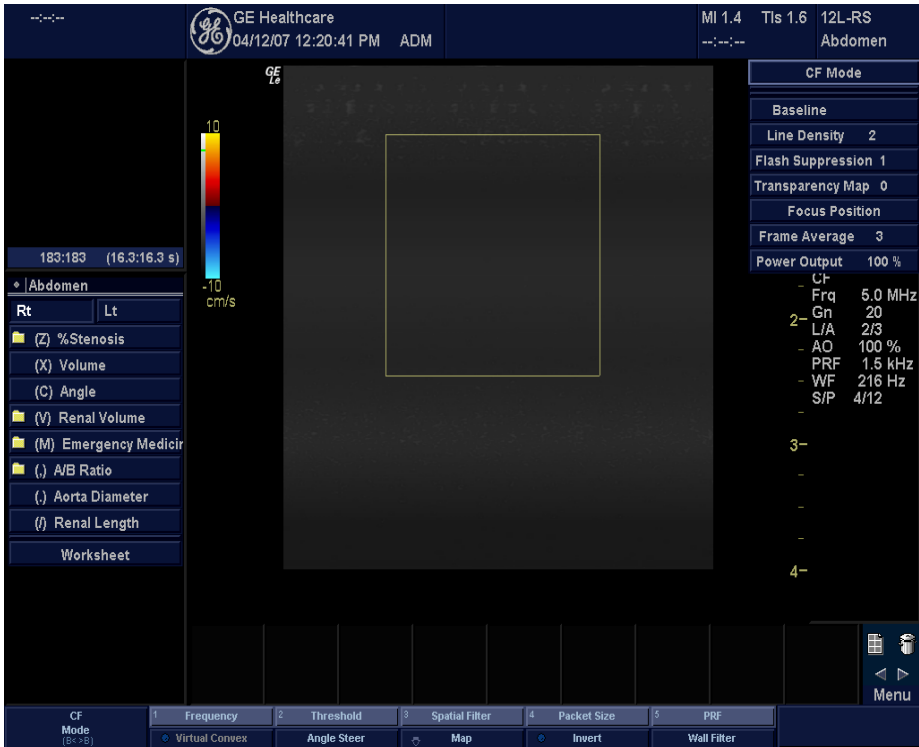 --:--:--
GE Healthcare
04/12/07 12:20:41 PM ADM
MI 1.4 TIs 1.6
--:--:--
12L-RS
Abdomen
GE
Le
CF Mode
Baseline
Line Density 2
Flash Suppression 1
Transparency Map 0
Focus Position
Frame Average 3
Power Output 100 %
10
-10
cm/s
183:183 (16.3:16.3 s)
Abdomen
Rt Lt
(Z) %Stenosis
(X) Volume
(C) Angle
(V) Renal Volume
(M) Emergency Medicin
(,) A/B Ratio
(.) Aorta Diameter
(/) Renal Length
Worksheet
CF
Frq 5.0 MHz
Gn 20
L/A 2/3
AO 100 %
PRF 1.5 kHz
WF 216 Hz
S/P 4/12
2
3
4
Menu
CF
Mode
(B<>B)
1 Frequency
2 Threshold
3 Spatial Filter
4 Packet Size
5 PRF
Virtual Convex
Angle Steer
Map
Invert
Wall Filter